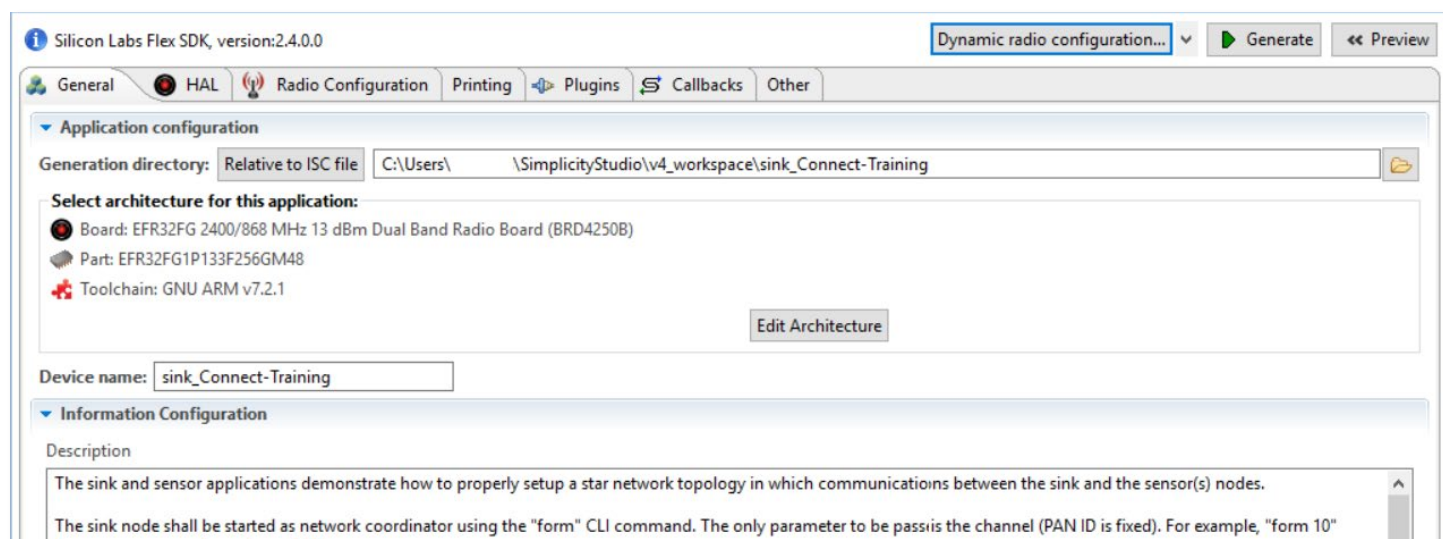 Silicon Labs Flex SDK, version:2.4.0.0 Dynamic radio configuration... Generate Preview
General HAL Radio Configuration Printing Plugins Callbacks Other
Application configuration
Generation directory: Relative to ISC file C:\Users\ \SimplicityStudio\v4_workspace\sink_Connect-Training
Select architecture for this application:
Board: EFR32FG 2400/868 MHz 13 dBm Dual Band Radio Board (BRD4250B)
Part: EFR32FG1P133F256GM48
Toolchain: GNU ARM v7.2.1
Edit Architecture
Device name: sink_Connect-Training
Information Configuration
Description
The sink and sensor applications demonstrate how to properly setup a star network topology in which communications between the sink and the sensor(s) nodes.
The sink node shall be started as network coordinator using the "form" CLI command. The only parameter to be passis the channel (PAN ID is fixed). For example, "form 10"